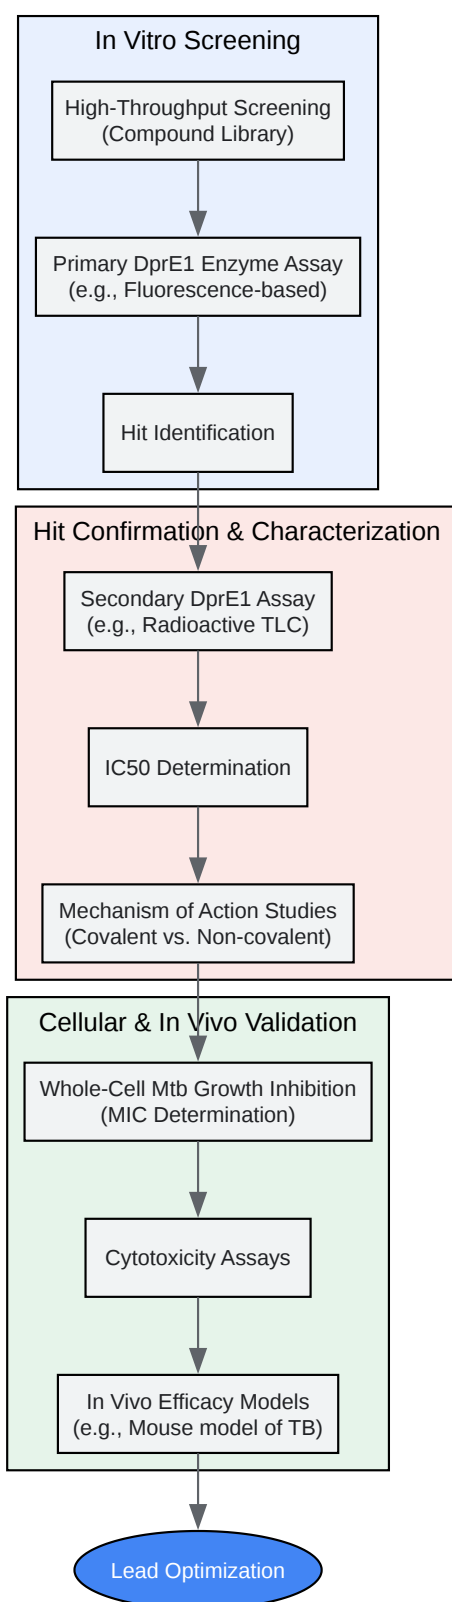 In Vitro Screening
High-Throughput Screening
(Compound Library)
Primary DprE1 Enzyme Assay
(e.g., Fluorescence-based)
Hit Identification
Hit Confirmation & Characterization
Secondary DprE1 Assay
(e.g., Radioactive TLC)
IC50 Determination
Mechanism of Action Studies
(Covalent vs. Non-covalent)
Cellular & In Vivo Validation
Whole-Cell Mtb Growth Inhibition
(MIC Determination)
Cytotoxicity Assays
In Vivo Efficacy Models
(e.g., Mouse model of TB)
Lead Optimization